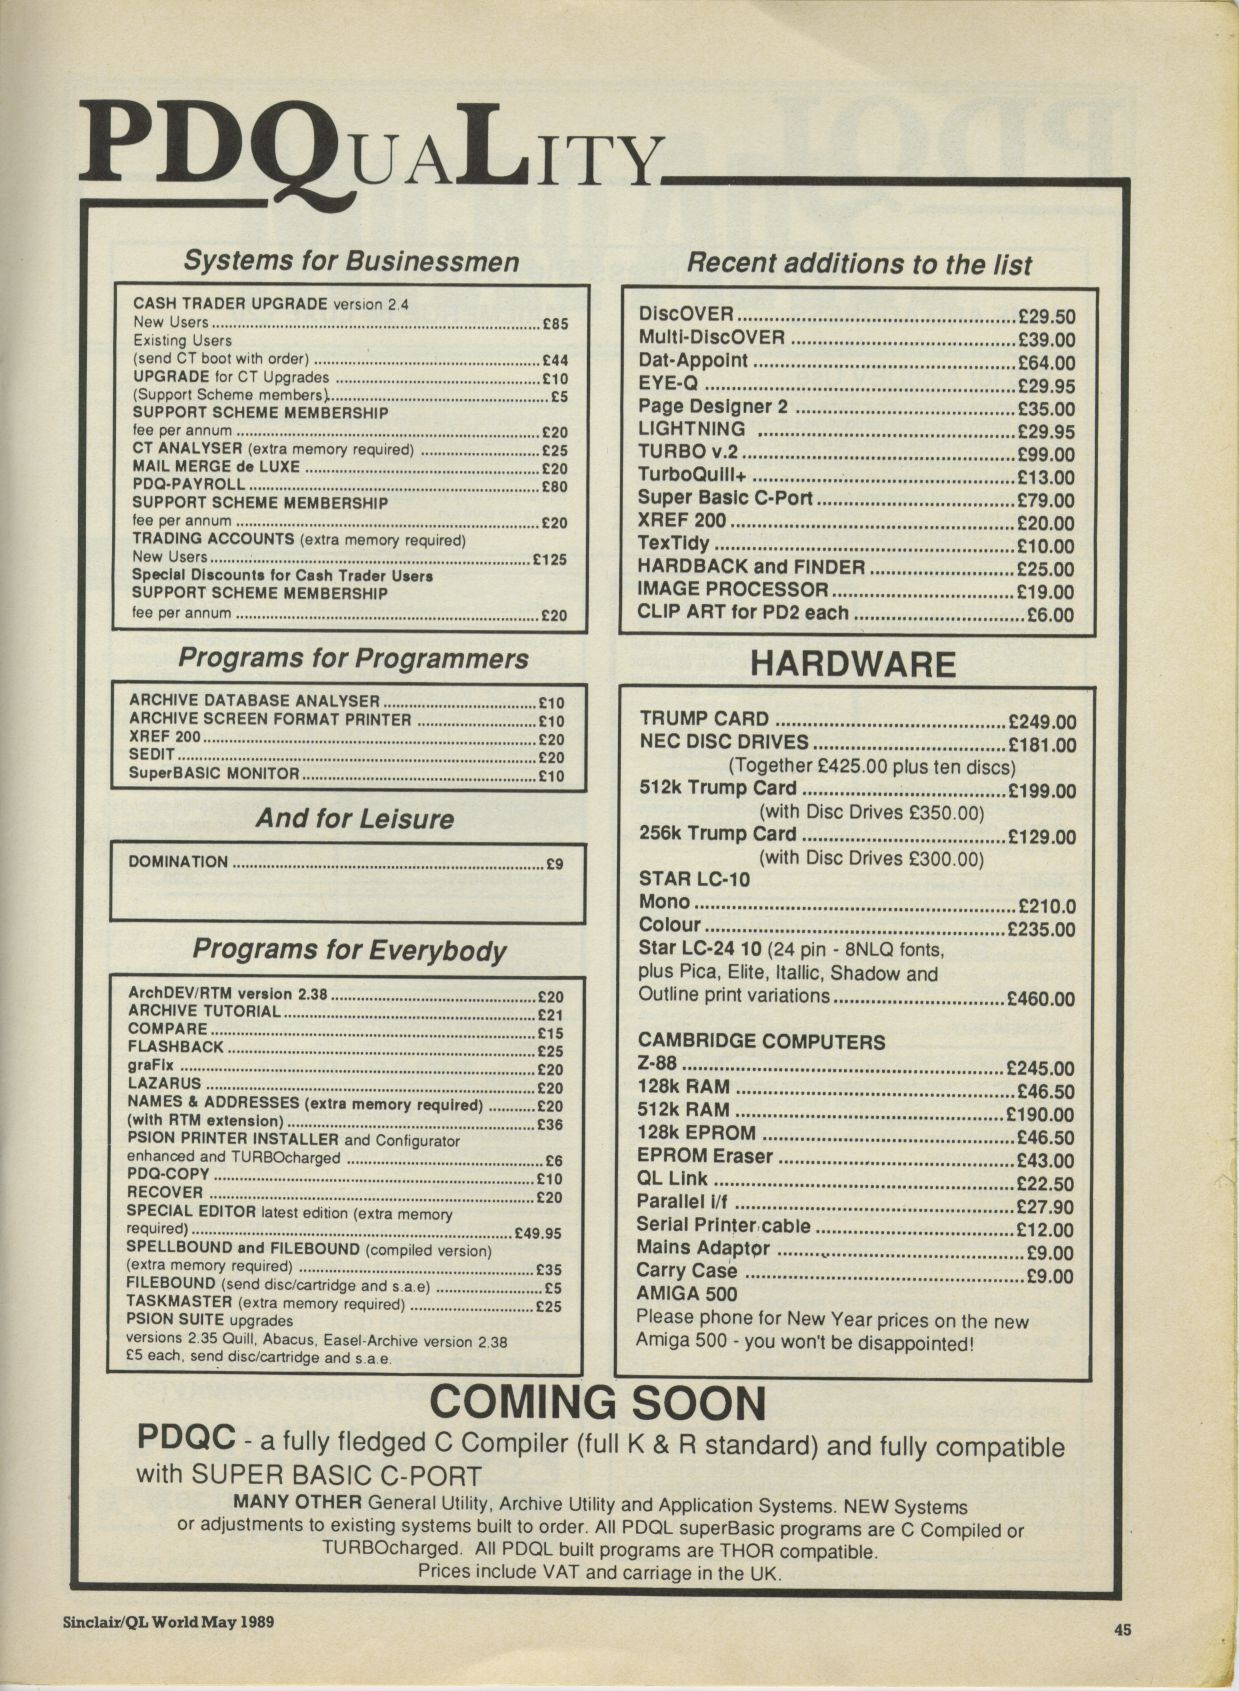 PDQUALITY
Systems for Businessmen
CASH TRADER UPGRADE version 2.4
New Users ........ £85
Existing Users
(send CT boot with order) ........ £44
UPGRADE for CT Upgrades ........ £10
(Support Scheme members) ........ £5
SUPPORT SCHEME MEMBERSHIP
fee per annum ........ £20
CT ANALYSER (extra memory required) ........ £25
MAIL MERGE de LUXE ........ £20
PDQ-PAYROLL ........ £80
SUPPORT SCHEME MEMBERSHIP
fee per annum ........ £20
TRADING ACCOUNTS (extra memory required)
New Users ........ £125
Special Discounts for Cash Trader Users
SUPPORT SCHEME MEMBERSHIP
fee per annum ........ £20
Programs for Programmers
ARCHIVE DATABASE ANALYSER ........ £10
ARCHIVE SCREEN FORMAT PRINTER ........ £10
XREF 200 ........ £20
SEDIT ........ £20
SuperBASIC MONITOR ........ £10
And for Leisure
DOMINATION ........ £9
Programs for Everybody
ArchDEV/RTM version 2.38 ........ £20
ARCHIVE TUTORIAL ........ £21
COMPARE ........ £15
FLASHBACK ........ £25
graFix ........ £20
LAZARUS ........ £20
NAMES & ADDRESSES (extra memory required) ........ £20
(with RTM extension) ........ £36
PSION PRINTER INSTALLER and Configurator
enhanced and TURBOcharged ........ £6
PDQ-COPY ........ £10
RECOVER ........ £20
SPECIAL EDITOR latest edition (extra memory
required) ........ £49.95
SPELLBOUND and FILEBOUND (compiled version)
(extra memory required) ........ £35
FILEBOUND (send disc/cartridge and s.a.e) ........ £5
TASKMASTER (extra memory required) ........ £25
PSION SUITE upgrades
versions 2.35 Quill, Abacus, Easel-Archive version 2.38
£5 each, send disc/cartridge and s.a.e.
Recent additions to the list
DiscOVER ........ £29.50
Multi-DiscOVER ........ £39.00
Dat-Appoint ........ £64.00
EYE-Q ........ £29.95
Page Designer 2 ........ £35.00
LIGHTNING ........ £29.95
TURBO v.2 ........ £99.00
TurboQuill+ ........ £13.00
Super Basic C-Port ........ £79.00
XREF 200 ........ £20.00
TexTidy ........ £10.00
HARDBACK and FINDER ........ £25.00
IMAGE PROCESSOR ........ £19.00
CLIP ART for PD2 each ........ £6.00
HARDWARE
TRUMP CARD ........ £249.00
NEC DISC DRIVES ........ £181.00
(Together £425.00 plus ten discs)
512k Trump Card ........ £199.00
(with Disc Drives £350.00)
256k Trump Card ........ £129.00
(with Disc Drives £300.00)
STAR LC-10
Mono ........ £210.0
Colour ........ £235.00
Star LC-24 10 (24 pin - 8NLQ fonts,
plus Pica, Elite, Itallic, Shadow and
Outline print variations ........ £460.00
CAMBRIDGE COMPUTERS
Z-88 ........ £245.00
128k RAM ........ £46.50
512k RAM ........ £190.00
128k EPROM ........ £46.50
EPROM Eraser ........ £43.00
QL Link ........ £22.50
Parallel i/f ........ £27.90
Serial Printer cable ........ £12.00
Mains Adaptor ........ £9.00
Carry Case ........ £9.00
AMIGA 500
Please phone for New Year prices on the new
Amiga 500 - you won't be disappointed!
COMING SOON
PDQC - a fully fledged C Compiler (full K & R standard) and fully compatible
with SUPER BASIC C-PORT
MANY OTHER General Utility, Archive Utility and Application Systems. NEW Systems
or adjustments to existing systems built to order. All PDQL superBasic programs are C Compiled or
TURBOcharged. All PDQL built programs are THOR compatible.
Prices include VAT and carriage in the UK.
Sinclair/QL World May 1989
45